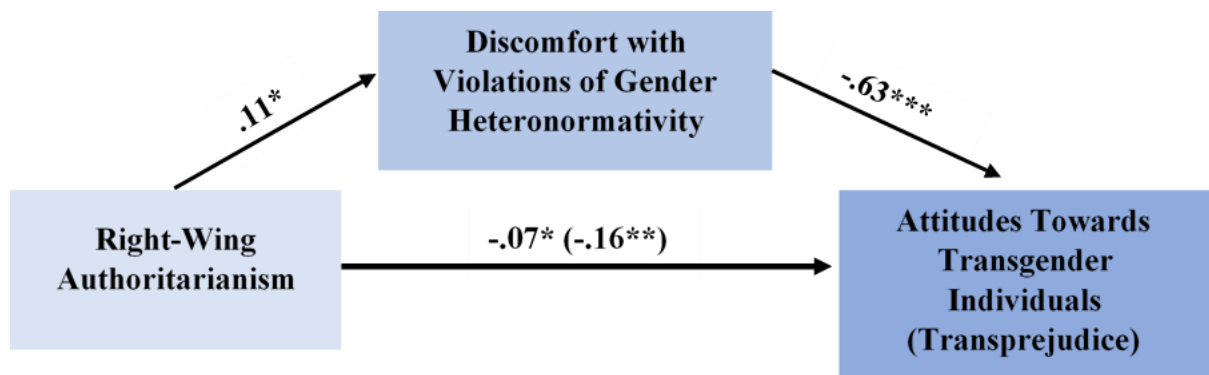 Discomfort with
Violations of Gender
Heteronormativity
.11*
-.63***
Right-Wing
Authoritarianism
-.07* (-.16**)
Attitudes Towards
Transgender
Individuals
(Transprejudice)